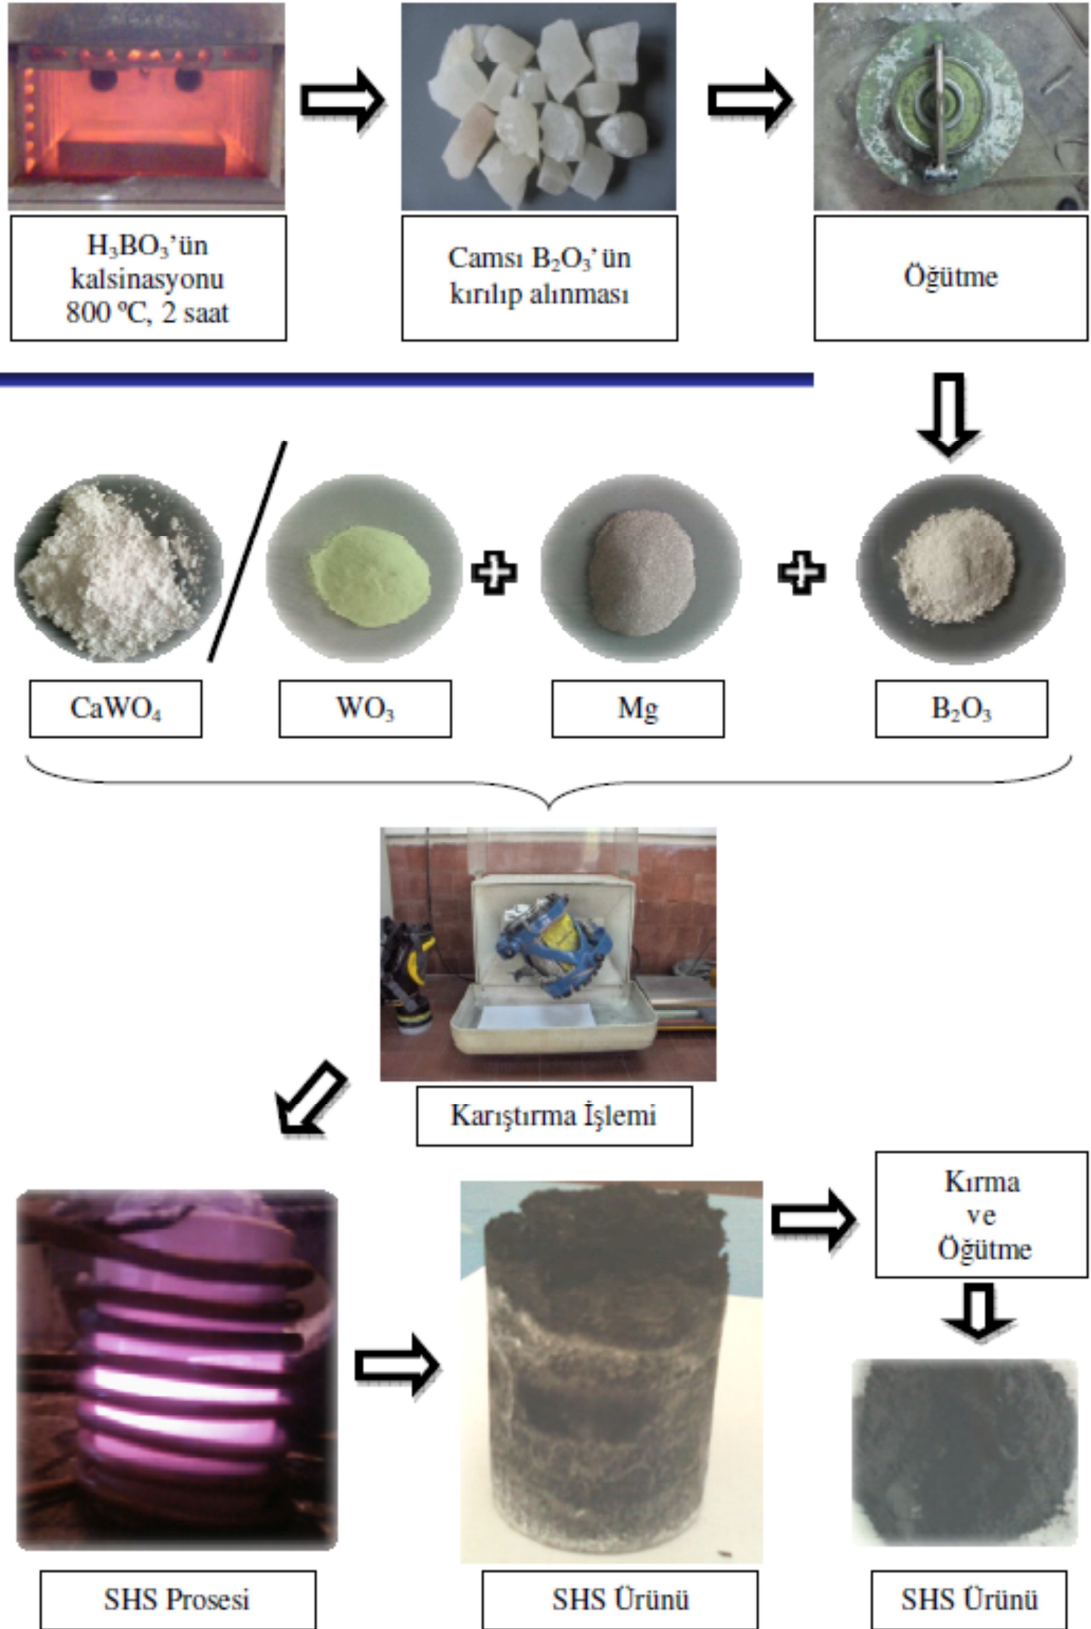 H₃BO₃'ün
kalsinasyonu
800 ºC, 2 saat
Camsı B₂O₃'ün
kırılıp alınması
Öğütme
CaWO₄
WO₃
Mg
B₂O₃
Karıştırma İşlemi
Kırma
ve
Öğütme
SHS Prosesi
SHS Ürünü
SHS Ürünü